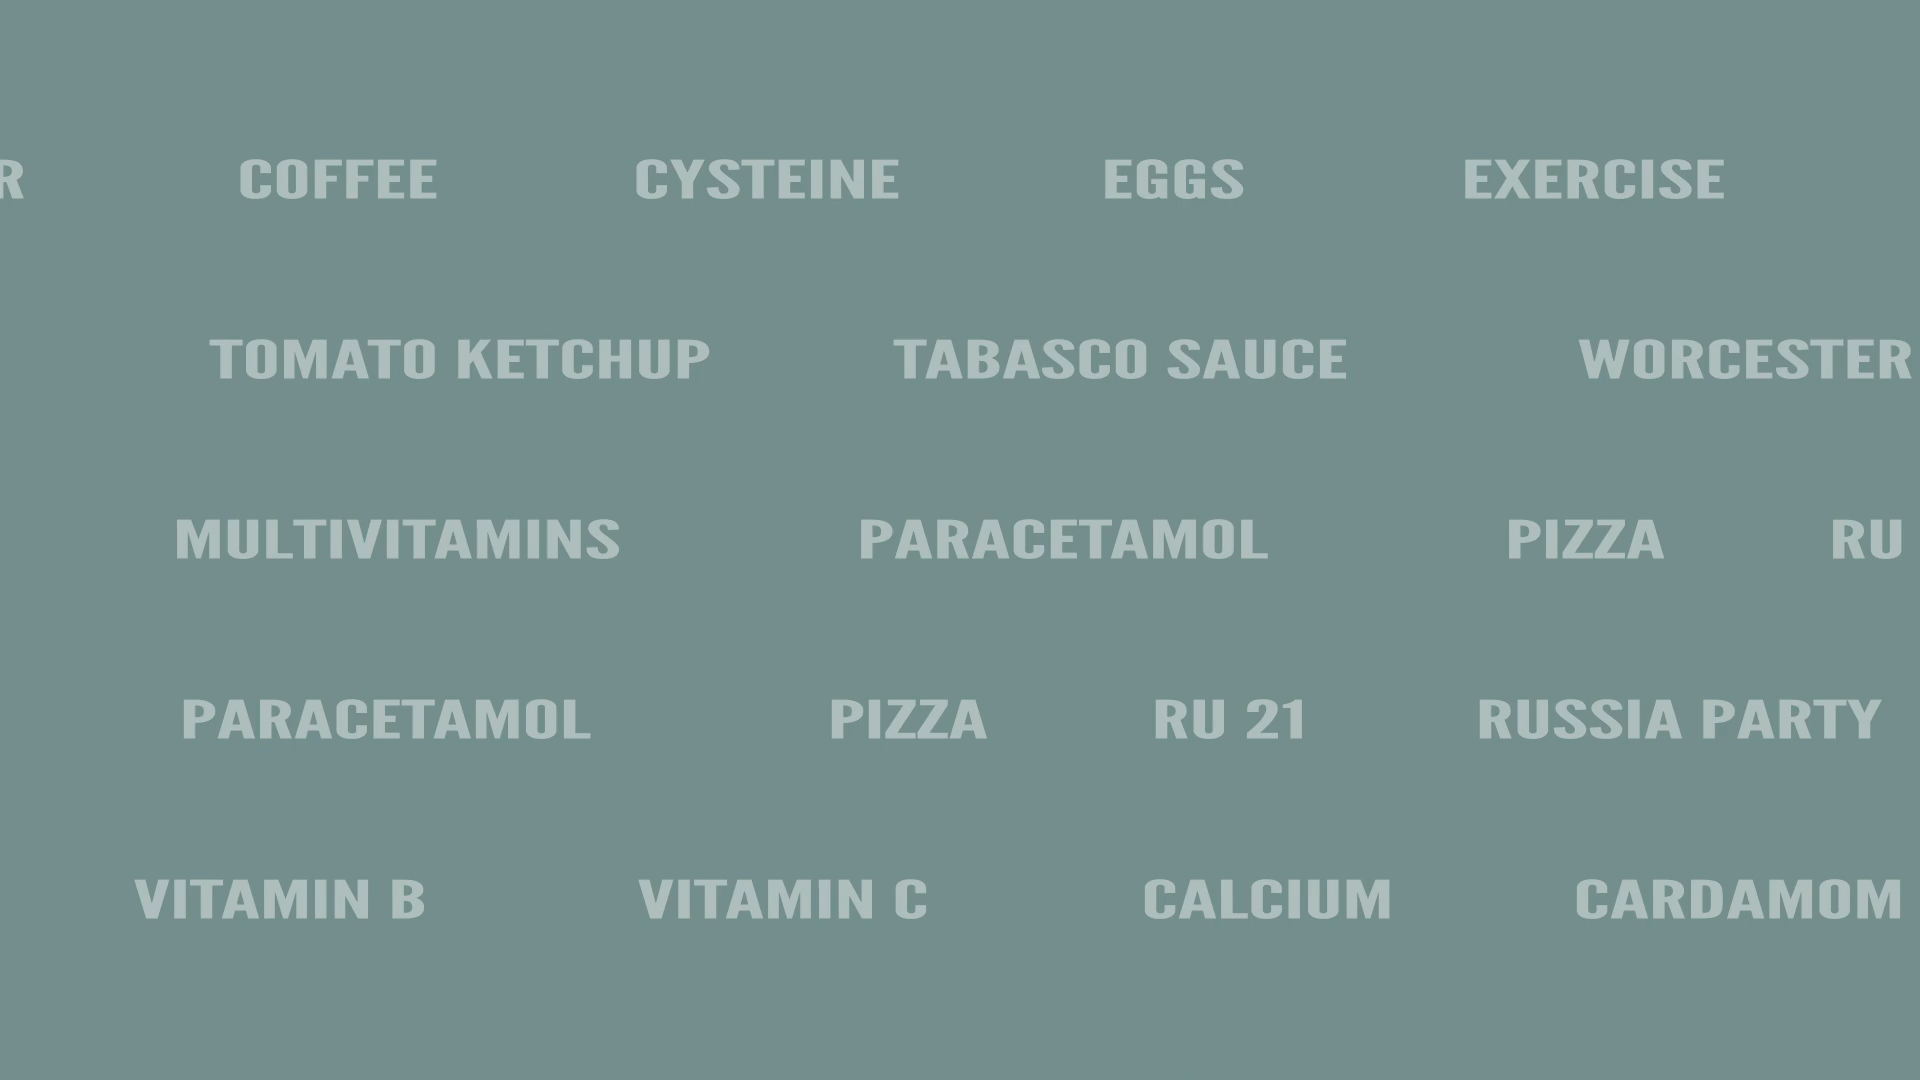 R COFFEE CYSTEINE EGGS EXERCISE
TOMATO KETCHUP TABASCO SAUCE WORCESTER
MULTIVITAMINS PARACETAMOL PIZZA RU
PARACETAMOL PIZZA RU 21 RUSSIA PARTY
VITAMIN B VITAMIN C CALCIUM CARDAMOM